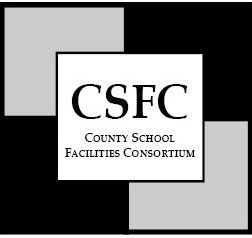 CSFC
COUNTY SCHOOL
FACILITIES CONSORTIUM